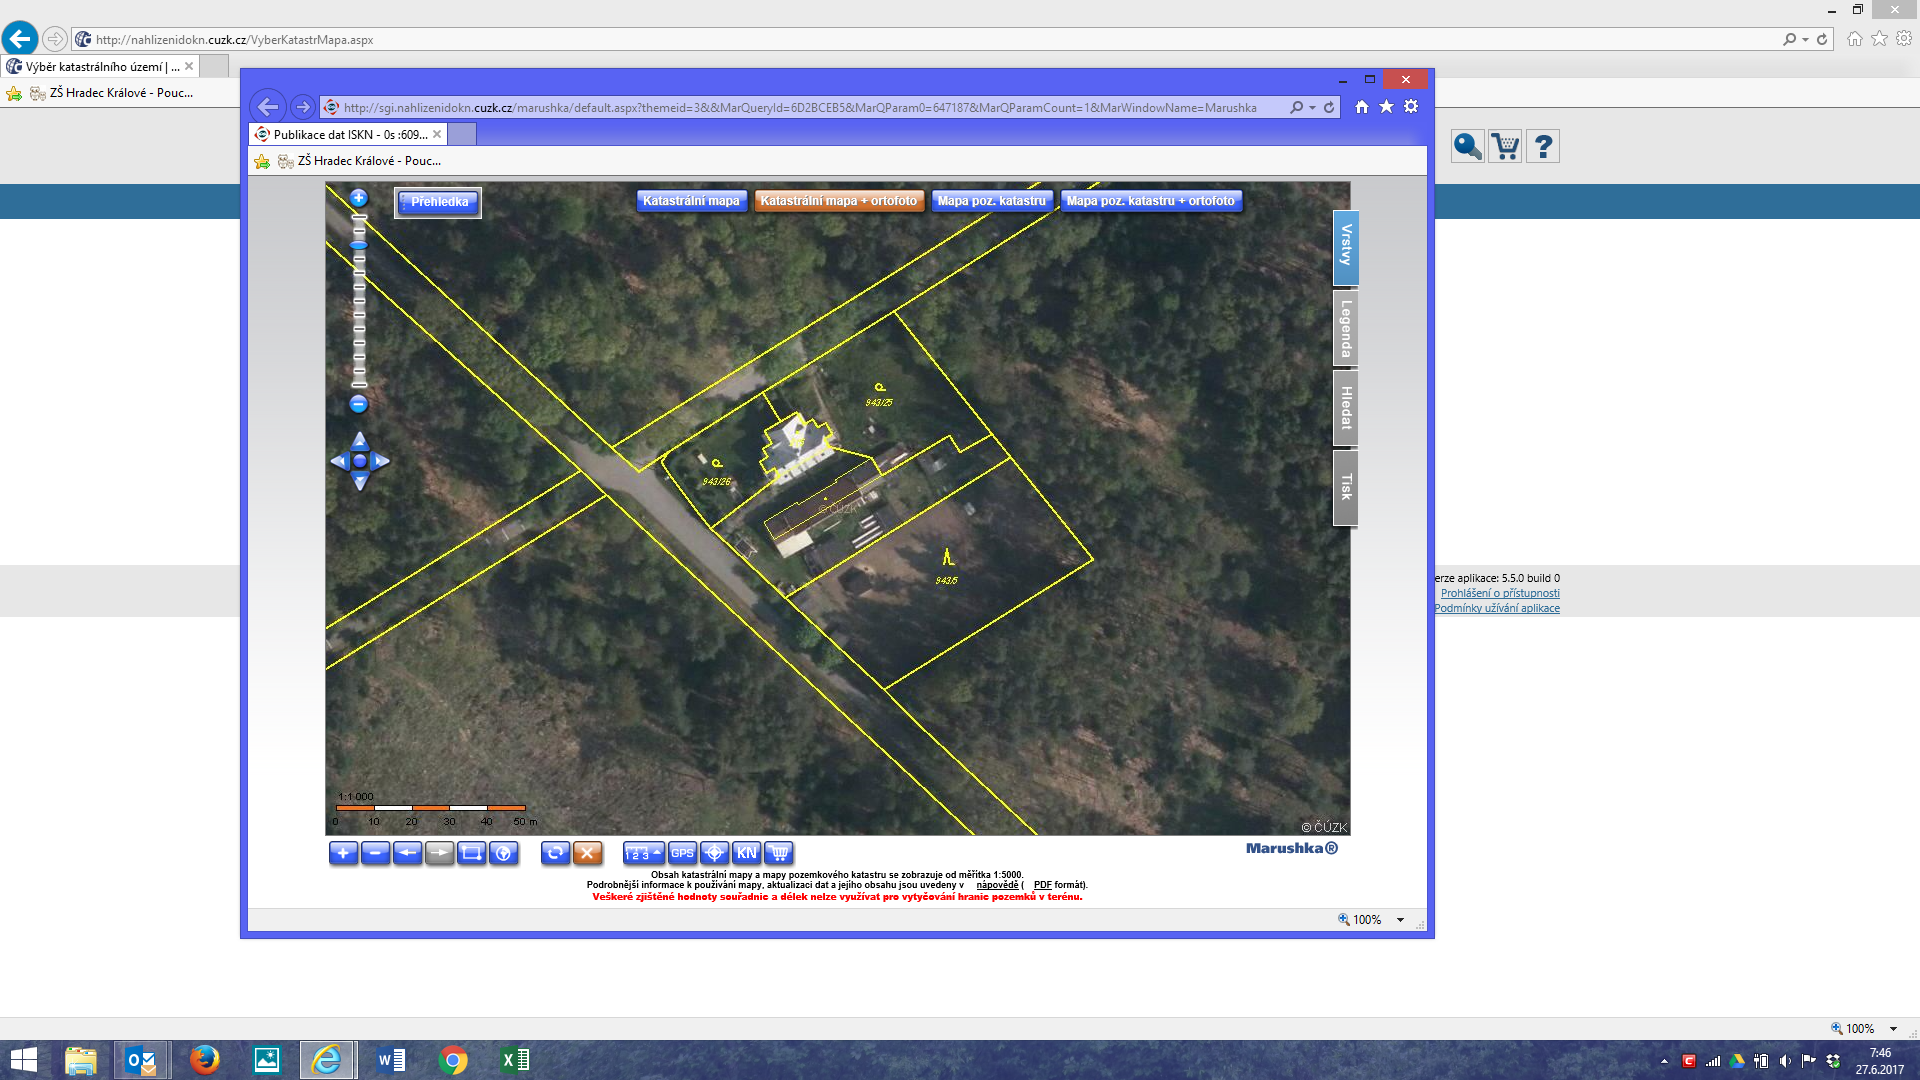 http://nahlizenidokn.cuzk.cz/VyberKatastrMapa.aspx
Výběr katastrálního území | ...
ZŠ Hradec Králové - Pouc...
http://sgi.nahlizenidokn.cuzk.cz/marushka/default.aspx?themeid=3&&MarQueryId=6D2BCEB5&MarQParam0=647187&MarQParamCount=1&MarWindowName=Marushka
Publikace dat ISKN - 0s :609...
ZŠ Hradec Králové - Pouc...
Přehledka
Katastrální mapa
Katastrální mapa + ortofoto
Mapa poz. katastru
Mapa poz. katastru + ortofoto
Vrstvy
Legenda
Hledat
Tisk
943/25
943/26
© ČÚZK
943/5
1:1 000
0 10 20 30 40 50 m
© ČÚZK
1 2 3
GPS
KN
Marushka®
Obsah katastrální mapy a mapy pozemkového katastru se zobrazuje od měřítka 1:5000.
Podrobnější informace k používání mapy, aktualizaci dat a jejího obsahu jsou uvedeny v nápovědě ( PDF formát).
Veškeré zjištěné hodnoty souřadnic a délek nelze využívat pro vytyčování hranic pozemků v terénu.
100%
erze aplikace: 5.5.0 build 0
Prohlášení o přístupnosti
Podmínky užívání aplikace
100%
7:46
27.6.2017